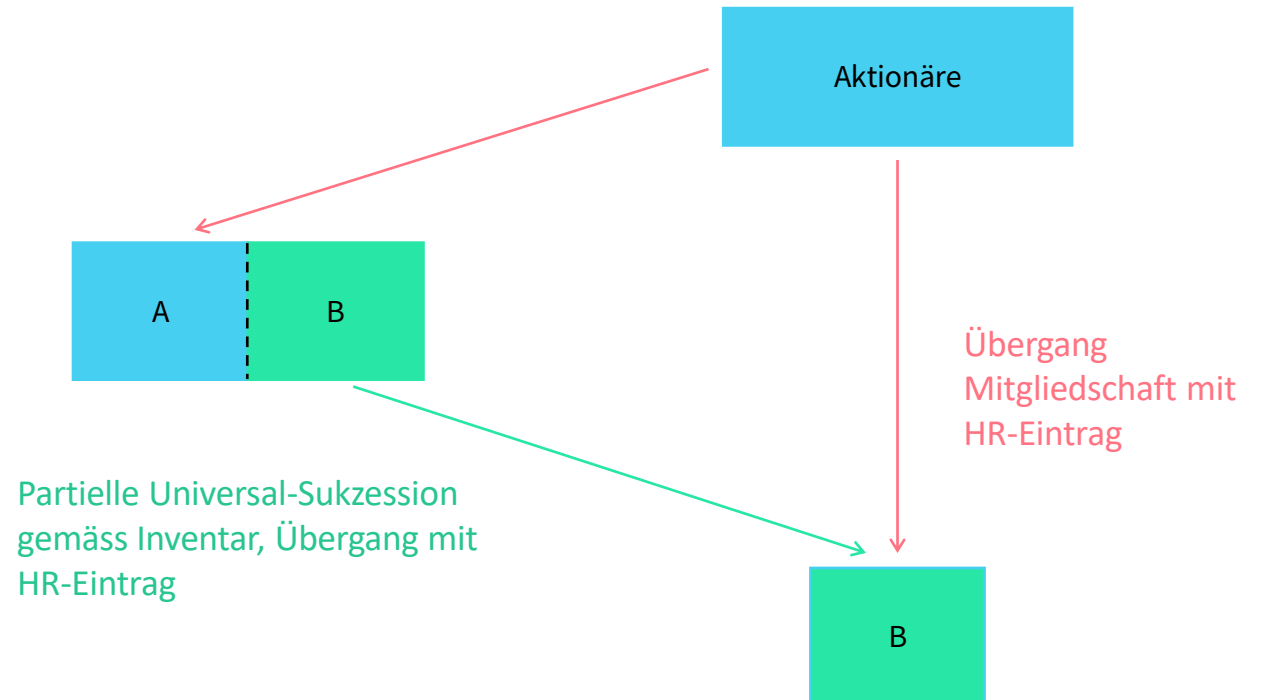 Aktionäre
A
B
Übergang
Mitgliedschaft mit
HR-Eintrag
Partielle Universal-Sukzession
gemäss Inventar, Übergang mit
HR-Eintrag
B